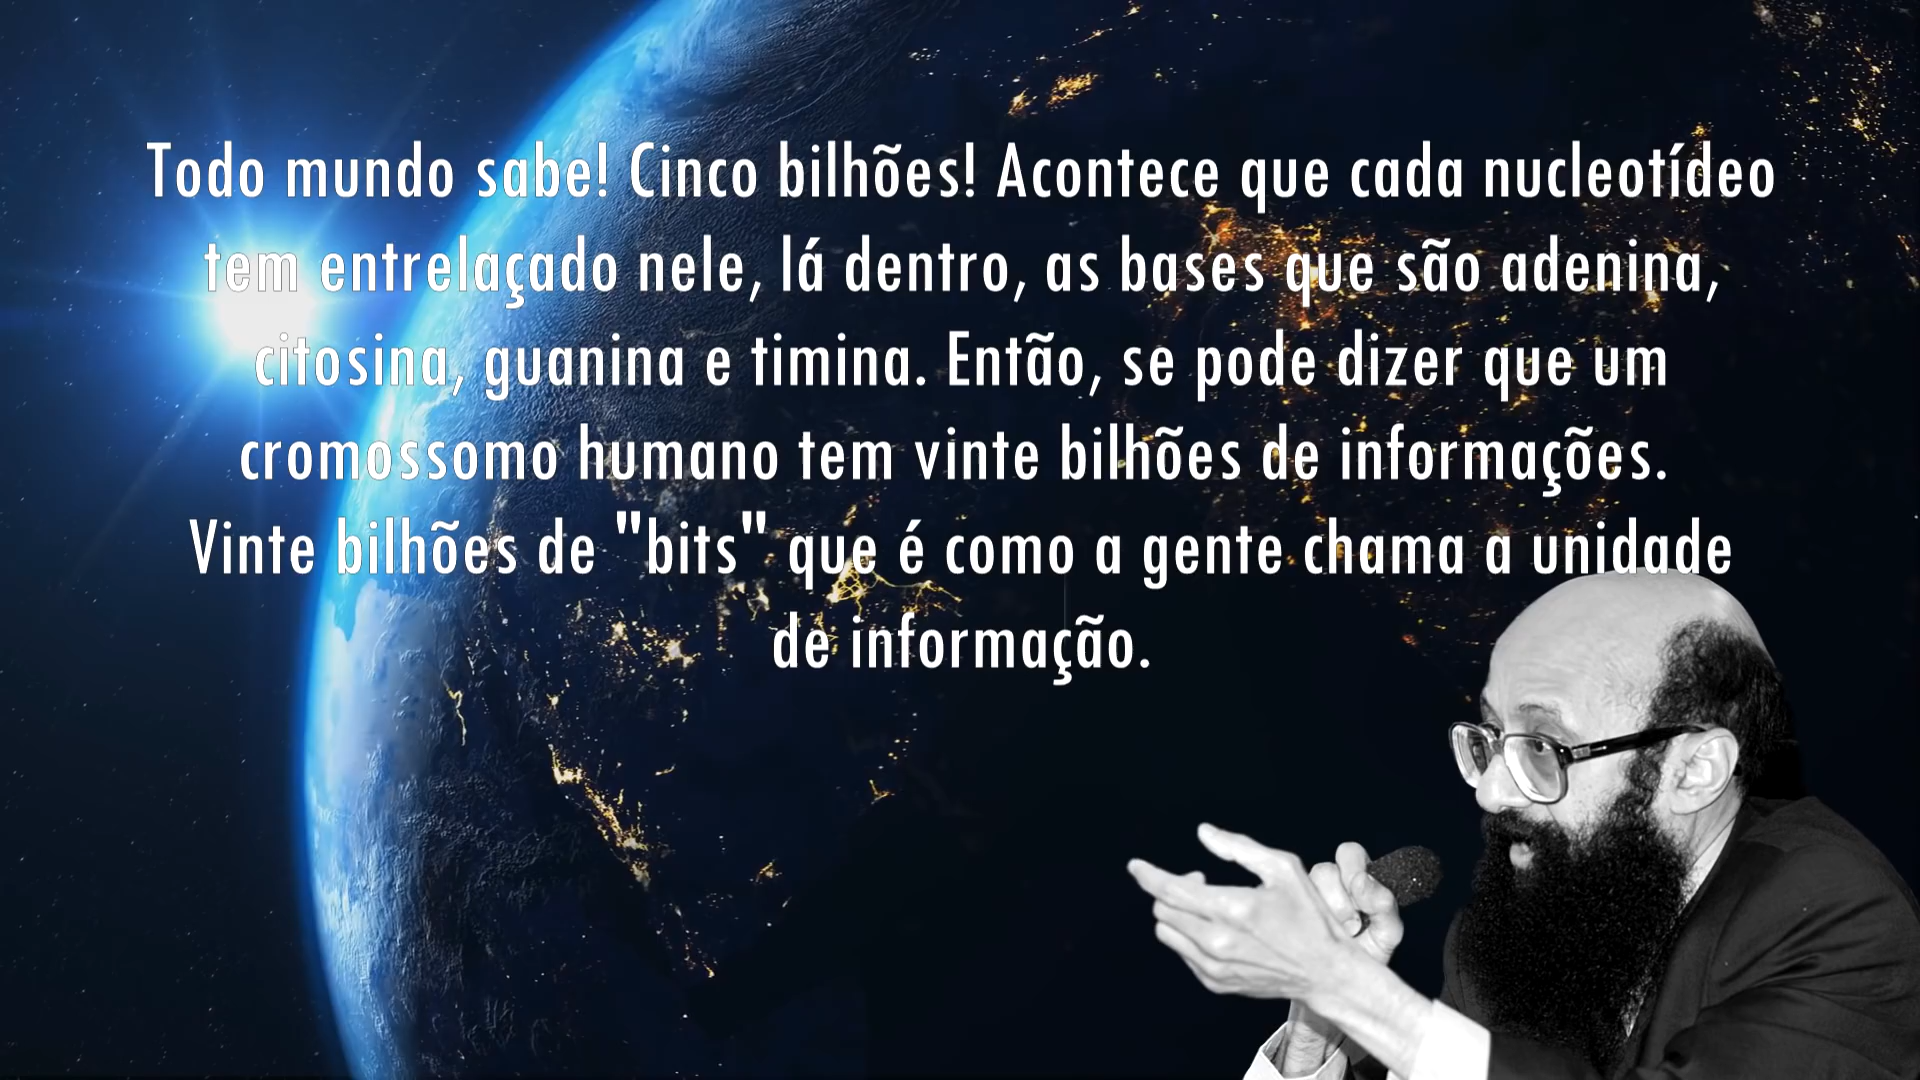 Todo mundo sabe! Cinco bilhões! Acontece que cada nucleotídeo
tem entrelaçado nele, lá dentro, as bases que são adenina,
citosina, guanina e timina. Então, se pode dizer que um
cromossomo humano tem vinte bilhões de informações.
Vinte bilhões de "bits" que é como a gente chama a unidade
de informação.